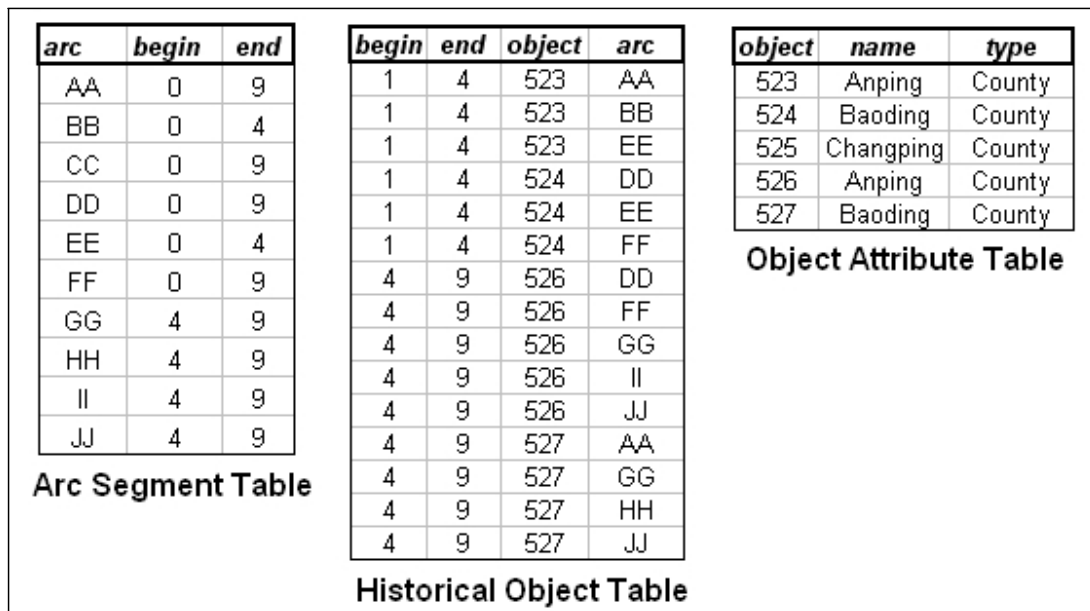 arc begin end
AA 0 9
BB 0 4
CC 0 9
DD 0 9
EE 0 4
FF 0 9
GG 4 9
HH 4 9
II 4 9
JJ 4 9
Arc Segment Table
begin end object arc
1 4 523 AA
1 4 523 BB
1 4 523 EE
1 4 524 DD
1 4 524 EE
1 4 524 FF
4 9 526 DD
4 9 526 FF
4 9 526 GG
4 9 526 II
4 9 526 JJ
4 9 527 AA
4 9 527 GG
4 9 527 HH
4 9 527 JJ
Historical Object Table
object name type
523 Anping County
524 Baoding County
525 Changping County
526 Anping County
527 Baoding County
Object Attribute Table